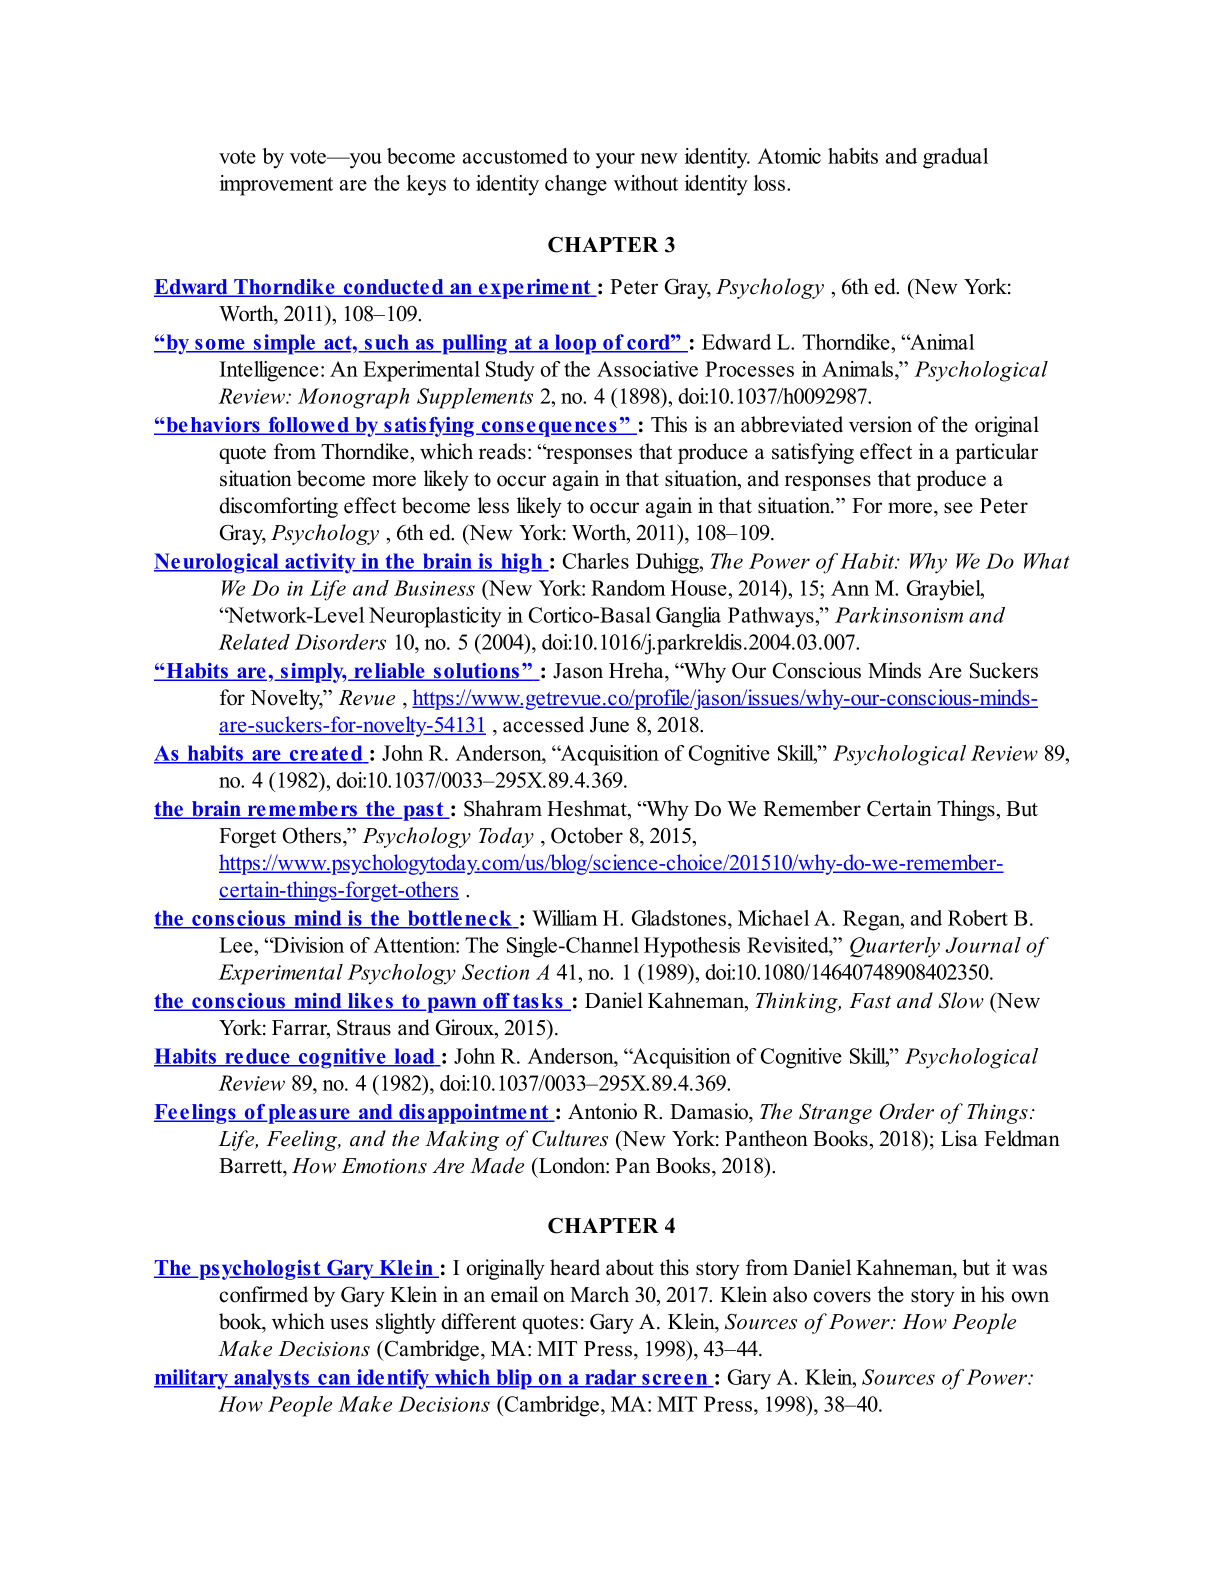 vote by vote—you become accustomed to your new identity. Atomic habits and gradual
improvement are the keys to identity change without identity loss.
CHAPTER 3
Edward Thorndike conducted an experiment : Peter Gray, Psychology , 6th ed. (New York:
Worth, 2011), 108–109.
“by some simple act, such as pulling at a loop of cord” : Edward L. Thorndike, “Animal
Intelligence: An Experimental Study of the Associative Processes in Animals,” Psychological
Review: Monograph Supplements 2, no. 4 (1898), doi:10.1037/h0092987.
“behaviors followed by satisfying consequences” : This is an abbreviated version of the original
quote from Thorndike, which reads: “responses that produce a satisfying effect in a particular
situation become more likely to occur again in that situation, and responses that produce a
discomforting effect become less likely to occur again in that situation.” For more, see Peter
Gray, Psychology , 6th ed. (New York: Worth, 2011), 108–109.
Neurological activity in the brain is high : Charles Duhigg, The Power of Habit: Why We Do What
We Do in Life and Business (New York: Random House, 2014), 15; Ann M. Graybiel,
“Network-Level Neuroplasticity in Cortico-Basal Ganglia Pathways,” Parkinsonism and
Related Disorders 10, no. 5 (2004), doi:10.1016/j.parkreldis.2004.03.007.
“Habits are, simply, reliable solutions” : Jason Hreha, “Why Our Conscious Minds Are Suckers
for Novelty,” Revue , https://www.getrevue.co/profile/jason/issues/why-our-conscious-minds-
are-suckers-for-novelty-54131 , accessed June 8, 2018.
As habits are created : John R. Anderson, “Acquisition of Cognitive Skill,” Psychological Review 89,
no. 4 (1982), doi:10.1037/0033–295X.89.4.369.
the brain remembers the past : Shahram Heshmat, “Why Do We Remember Certain Things, But
Forget Others,” Psychology Today , October 8, 2015,
https://www.psychologytoday.com/us/blog/science-choice/201510/why-do-we-remember-
certain-things-forget-others .
the conscious mind is the bottleneck : William H. Gladstones, Michael A. Regan, and Robert B.
Lee, “Division of Attention: The Single-Channel Hypothesis Revisited,” Quarterly Journal of
Experimental Psychology Section A 41, no. 1 (1989), doi:10.1080/14640748908402350.
the conscious mind likes to pawn off tasks : Daniel Kahneman, Thinking, Fast and Slow (New
York: Farrar, Straus and Giroux, 2015).
Habits reduce cognitive load : John R. Anderson, “Acquisition of Cognitive Skill,” Psychological
Review 89, no. 4 (1982), doi:10.1037/0033–295X.89.4.369.
Feelings of pleasure and disappointment : Antonio R. Damasio, The Strange Order of Things:
Life, Feeling, and the Making of Cultures (New York: Pantheon Books, 2018); Lisa Feldman
Barrett, How Emotions Are Made (London: Pan Books, 2018).
CHAPTER 4
The psychologist Gary Klein : I originally heard about this story from Daniel Kahneman, but it was
confirmed by Gary Klein in an email on March 30, 2017. Klein also covers the story in his own
book, which uses slightly different quotes: Gary A. Klein, Sources of Power: How People
Make Decisions (Cambridge, MA: MIT Press, 1998), 43–44.
military analysts can identify which blip on a radar screen : Gary A. Klein, Sources of Power:
How People Make Decisions (Cambridge, MA: MIT Press, 1998), 38–40.